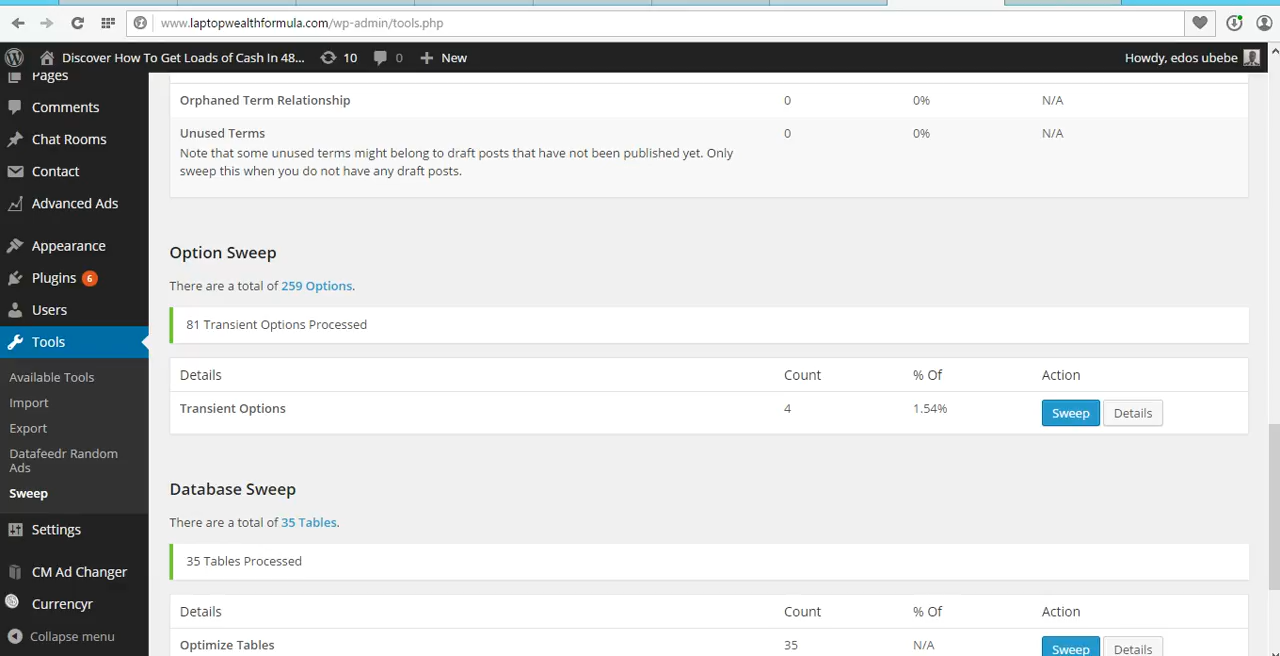 www.laptopwealthformula.com/wp-admin/tools.php
Discover How To Get Loads of Cash In 48... 10 0 New Howdy, edos ubebe
Pages
Comments
Chat Rooms
Contact
Advanced Ads
Appearance
Plugins 6
Users
Tools
Available Tools
Import
Export
Datafeedr Random
Ads
Sweep
Settings
CM Ad Changer
Currencyr
Collapse menu
Orphaned Term Relationship 0 0% N/A
Unused Terms 0 0% N/A
Note that some unused terms might belong to draft posts that have not been published yet. Only
sweep this when you do not have any draft posts.
Option Sweep
There are a total of 259 Options.
81 Transient Options Processed
Details Count % Of Action
Transient Options 4 1.54% Sweep Details
Database Sweep
There are a total of 35 Tables.
35 Tables Processed
Details Count % Of Action
Optimize Tables 35 N/A Sweep Details